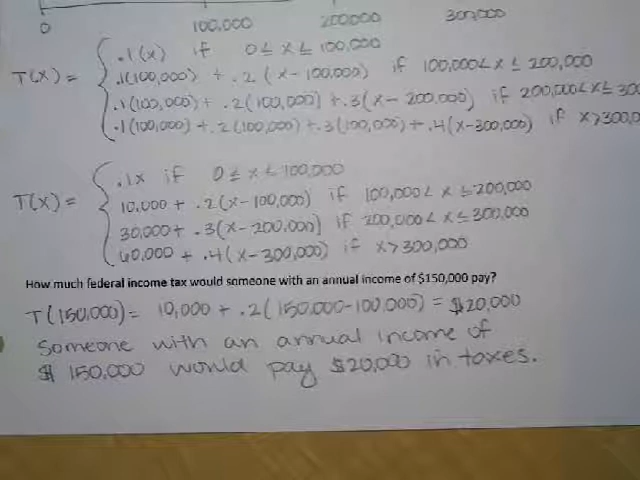 0 100,000 200000 300,000
T(X) = { .1(x) if 0 ≤ x ≤ 100,000
.1(100,000) + .2(x-100,000) if 100,000 < x ≤ 200,000
.1(100,000) + .2(100,000) + .3(x-200,000) if 200,000 < x ≤ 300
.1(100,000) + .2(100,000) + .3(100,000) + .4(x-300,000) if x > 300,0
T(X) = { .1x if 0 ≤ x ≤ 100,000
10,000 + .2(x-100,000) if 100,000 < x ≤ 200,000
30,000 + .3(x-200,000) if 200,000 < x ≤ 300,000
60,000 + .4(x-300,000) if x > 300,000
How much federal income tax would someone with an annual income of $150,000 pay?
T(150,000) = 10,000 + .2(150,000-100,000) = $20,000
Someone with an annual income of
$150,000 would pay $20,000 in taxes.